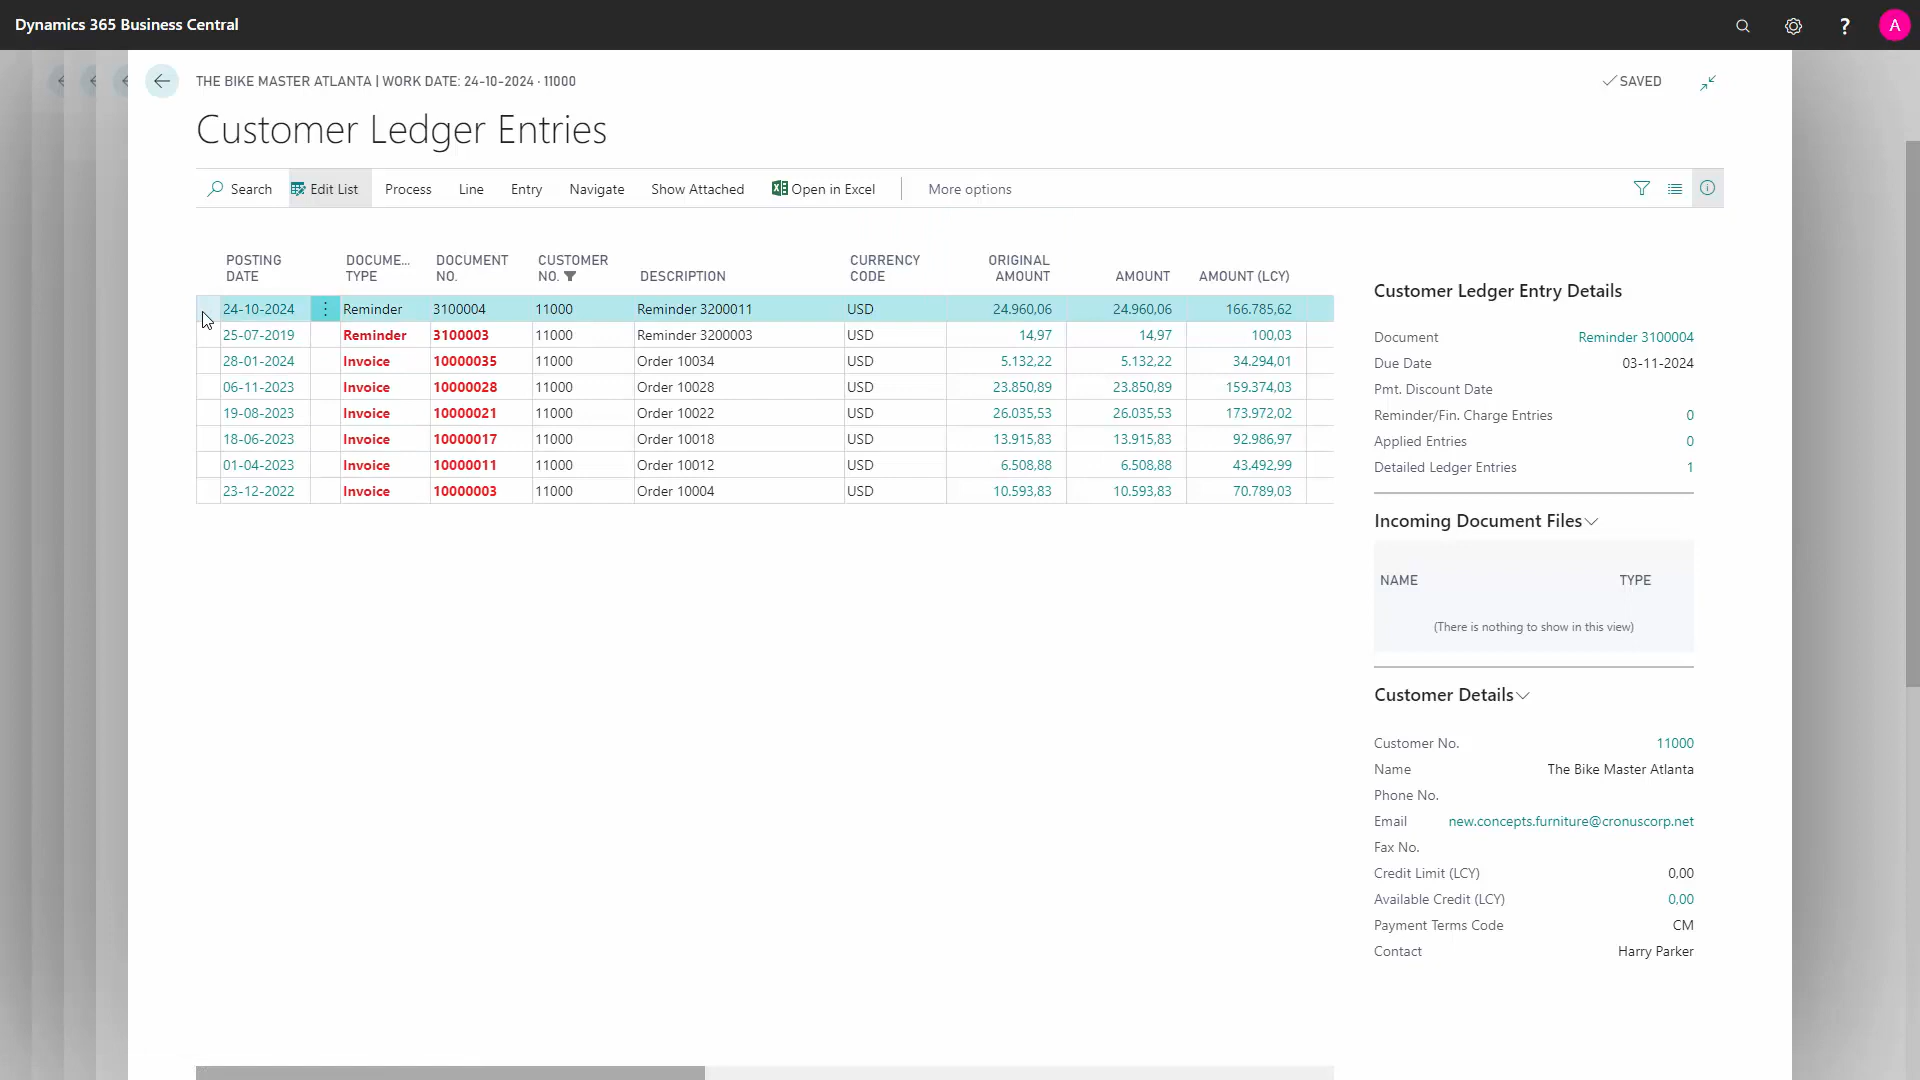 Dynamics 365 Business Central
?
A
THE BIKE MASTER ATLANTA | WORK DATE: 24-10-2024 · 11000
SAVED
Customer Ledger Entries
Search Edit List Process Line Entry Navigate Show Attached Open in Excel More options
POSTING DATE DOCUME... TYPE DOCUMENT NO. CUSTOMER NO. DESCRIPTION CURRENCY CODE ORIGINAL AMOUNT AMOUNT AMOUNT (LCY)
24-10-2024 Reminder 3100004 11000 Reminder 3200011 USD 24.960,06 24.960,06 166.785,62
25-07-2019 Reminder 3100003 11000 Reminder 3200003 USD 14,97 14,97 100,03
28-01-2024 Invoice 10000035 11000 Order 10034 USD 5.132,22 5.132,22 34.294,01
06-11-2023 Invoice 10000028 11000 Order 10028 USD 23.850,89 23.850,89 159.374,03
19-08-2023 Invoice 10000021 11000 Order 10022 USD 26.035,53 26.035,53 173.972,02
18-06-2023 Invoice 10000017 11000 Order 10018 USD 13.915,83 13.915,83 92.986,97
01-04-2023 Invoice 10000011 11000 Order 10012 USD 6.508,88 6.508,88 43.492,99
23-12-2022 Invoice 10000003 11000 Order 10004 USD 10.593,83 10.593,83 70.789,03
Customer Ledger Entry Details
Document Reminder 3100004
Due Date 03-11-2024
Pmt. Discount Date
Reminder/Fin. Charge Entries 0
Applied Entries 0
Detailed Ledger Entries 1
Incoming Document Files
NAME TYPE
(There is nothing to show in this view)
Customer Details
Customer No. 11000
Name The Bike Master Atlanta
Phone No.
Email new.concepts.furniture@cronuscorp.net
Fax No.
Credit Limit (LCY) 0,00
Available Credit (LCY) 0,00
Payment Terms Code CM
Contact Harry Parker